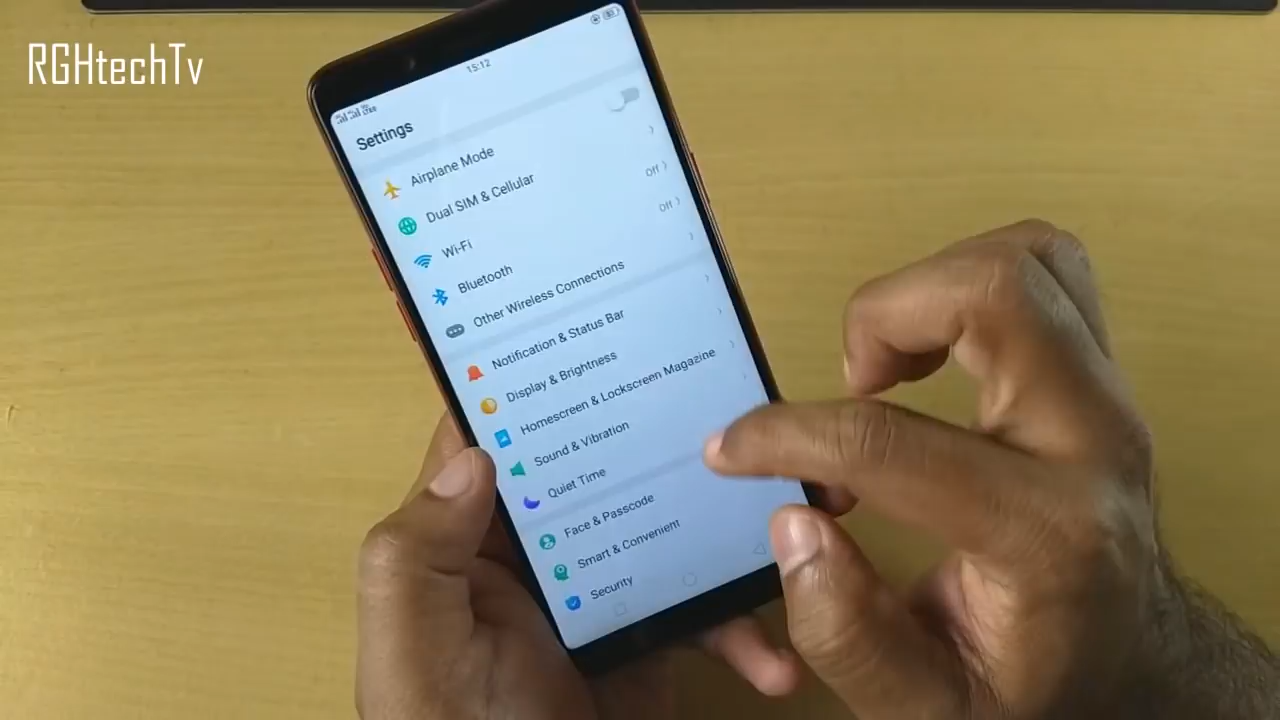 RGHtechTv
15:12
Settings
Airplane Mode
Dual SIM & Cellular
Wi-Fi
Off
Bluetooth
Off
Other Wireless Connections
Notification & Status Bar
Display & Brightness
Homescreen & Lockscreen Magazine
Sound & Vibration
Quiet Time
Face & Passcode
Smart & Convenient
Security